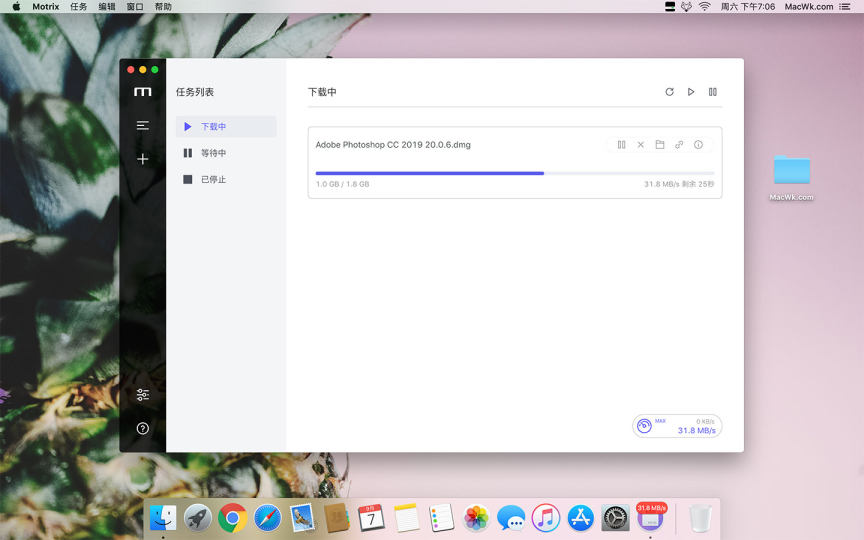 Motrix 任务 编辑 窗口 帮助 周六 下午7:06 MacWk.com
任务列表
下载中
等待中
已停止
下载中
Adobe Photoshop CC 2019 20.0.6.dmg
1.0 GB / 1.8 GB 31.8 MB/s 剩余 25秒
MAX 0 KB/s
31.8 MB/s
MacWk.com
9月
7
31.8 MB/s